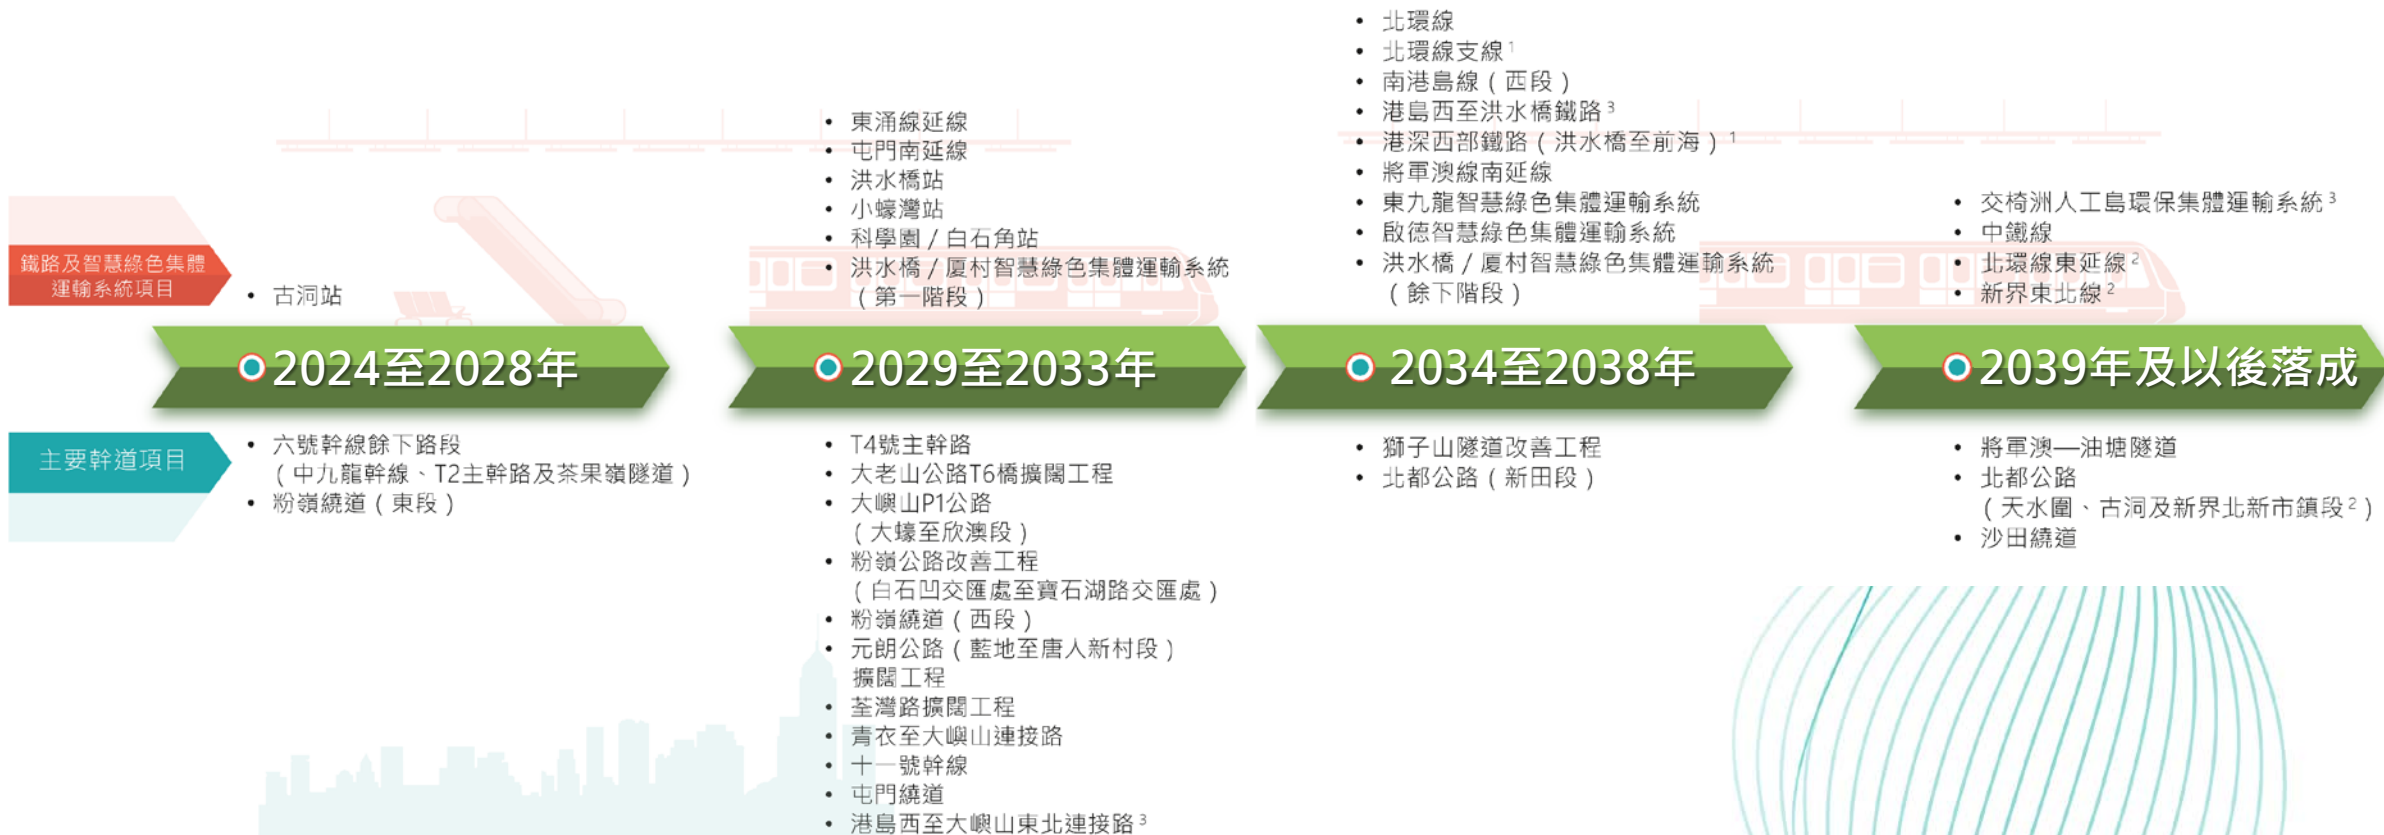 鐵路及智慧綠色集體
運輸系統項目
• 古洞站
• 東涌線延線
• 屯門南延線
• 洪水橋站
• 小蠔灣站
• 科學園 / 白石角站
• 洪水橋 / 厦村智慧綠色集體運輸系統
（第一階段）
• 北環線
• 北環線支線¹
• 南港島線（西段）
• 港島西至洪水橋鐵路³
• 港深西部鐵路（洪水橋至前海）¹
• 將軍澳線南延線
• 東九龍智慧綠色集體運輸系統
• 啟德智慧綠色集體運輸系統
• 洪水橋 / 厦村智慧綠色集體運輸系統
（餘下階段）
• 交椅洲人工島環保集體運輸系統³
• 中鐵線
• 北環線東延線²
• 新界東北線²
2024至2028年
2029至2033年
2034至2038年
2039年及以後落成
主要幹道項目
• 六號幹線餘下路段
（中九龍幹線、T2主幹路及茶果嶺隧道）
• 粉嶺繞道（東段）
• T4號主幹路
• 大老山公路T6橋擴闊工程
• 大嶼山P1公路
（大蠔至欣澳段）
• 粉嶺公路改善工程
（白石凹交匯處至寶石湖路交匯處）
• 粉嶺繞道（西段）
• 元朗公路（藍地至唐人新村段）
擴闊工程
• 荃灣路擴闊工程
• 青衣至大嶼山連接路
• 十一號幹線
• 屯門繞道
• 港島西至大嶼山東北連接路³
• 獅子山隧道改善工程
• 北都公路（新田段）
• 將軍澳—油塘隧道
• 北都公路
（天水圍、古洞及新界北新市鎮段²）
• 沙田繞道